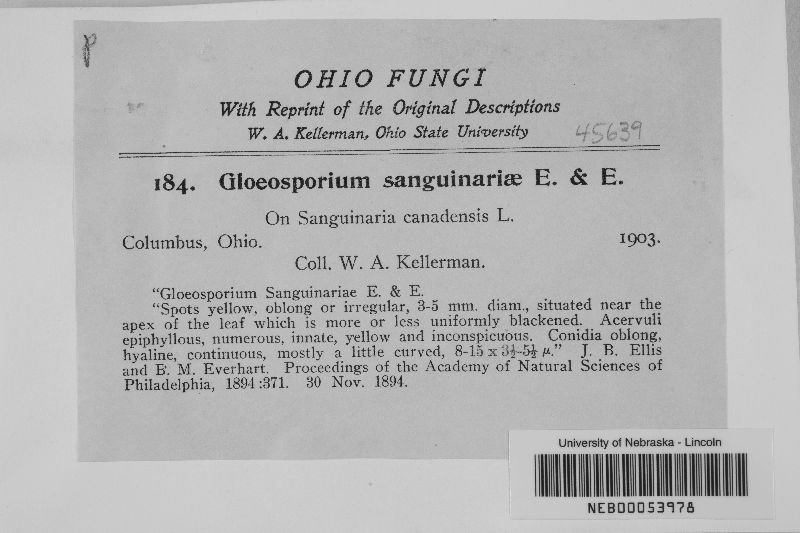 P
OHIO FUNGI
With Reprint of the Original Descriptions
W. A. Kellerman, Ohio State University
45639
184. Gloeosporium sanguinariæ E. & E.
On Sanguinaria canadensis L.
Columbus, Ohio. 1903.
Coll. W. A. Kellerman.
"Gloeosporium Sanguinariae E. & E.
"Spots yellow, oblong or irregular, 3-5 mm. diam., situated near the
apex of the leaf which is more or less uniformly blackened. Acervuli
epiphyllous, numerous, innate, yellow and inconspicuous. Conidia oblong,
hyaline, continuous, mostly a little curved, 8-15 x 3½-5½ µ." J. B. Ellis
and B. M. Everhart. Proceedings of the Academy of Natural Sciences of
Philadelphia, 1894:371. 30 Nov. 1894.
University of Nebraska - Lincoln
NEB00053978